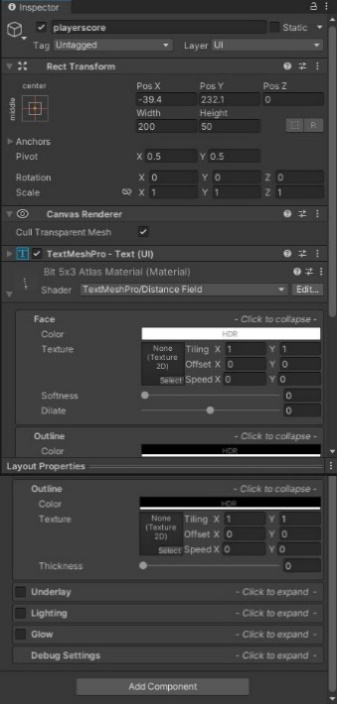 Inspector
playerscore Static
Tag Untagged Layer UI
Rect Transform
center Pos X Pos Y Pos Z
middle -39.4 232.1 0
Width Height
200 50
R
Anchors
Pivot X 0.5 Y 0.5
Rotation X 0 Y 0 Z 0
Scale X 1 Y 1 Z 1
Canvas Renderer
Cull Transparent Mesh
TextMeshPro - Text (UI)
Bit 5x3 Atlas Material (Material)
Shader TextMeshPro/Distance Field Edit...
Face - Click to collapse -
Color HDR
Texture None (Texture 2D) Select Tiling X 1 Y 1
Offset X 0 Y 0
Speed X 0 Y 0
Softness 0
Dilate 0
Outline - Click to collapse -
Color HDR
Layout Properties
Outline - Click to collapse -
Color HDR
Texture None (Texture 2D) Select Tiling X 1 Y 1
Offset X 0 Y 0
Speed X 0 Y 0
Thickness 0
Underlay - Click to expand -
Lighting - Click to expand -
Glow - Click to expand -
Debug Settings - Click to expand -
Add Component